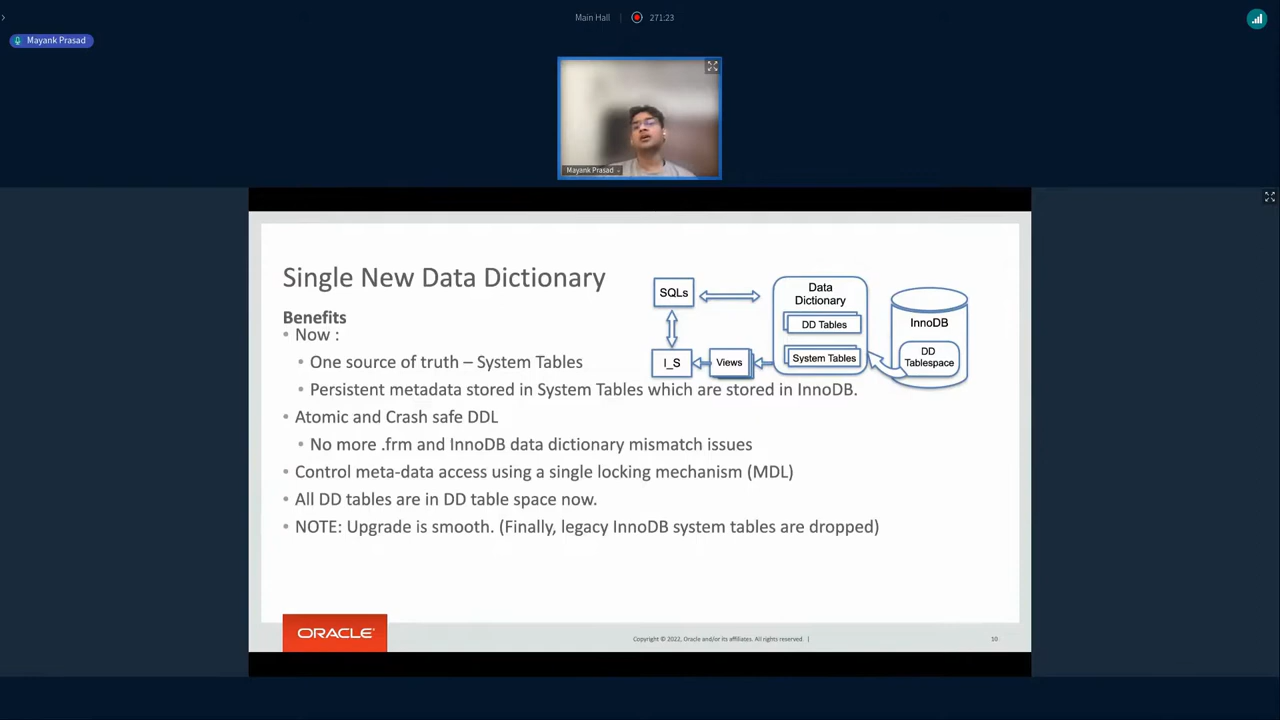 Main Hall
271:23
Mayank Prasad
Mayank Prasad
Single New Data Dictionary
Benefits
• Now :
• One source of truth – System Tables
• Persistent metadata stored in System Tables which are stored in InnoDB.
• Atomic and Crash safe DDL
• No more .frm and InnoDB data dictionary mismatch issues
• Control meta-data access using a single locking mechanism (MDL)
• All DD tables are in DD table space now.
• NOTE: Upgrade is smooth. (Finally, legacy InnoDB system tables are dropped)
SQLs
I_S
Views
Data
Dictionary
DD Tables
System Tables
InnoDB
DD
Tablespace
ORACLE
Copyright © 2022, Oracle and/or its affiliates. All rights reserved. |
10